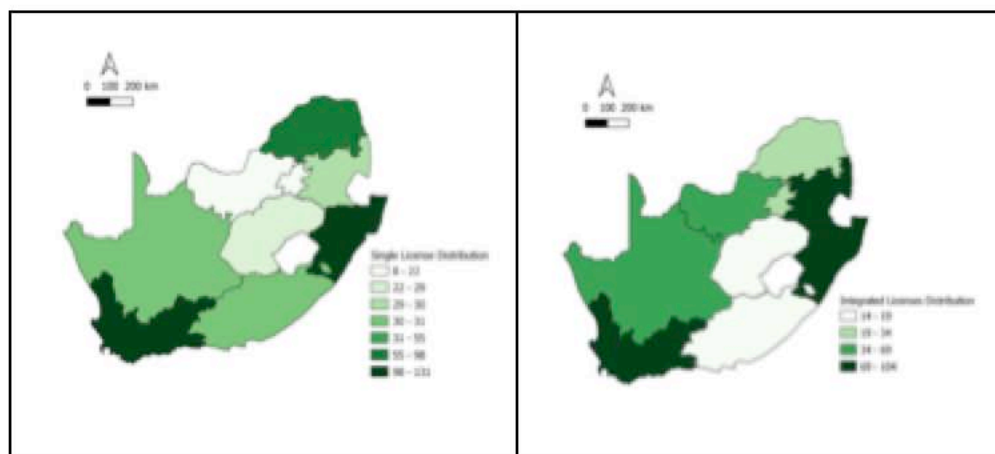 0 100 200 km
Single License Distribution
8 - 22
22 - 29
29 - 30
30 - 31
31 - 55
55 - 98
98 - 131
0 100 200 km
Integrated Licenses Distribution
14 - 19
19 - 34
34 - 69
69 - 104